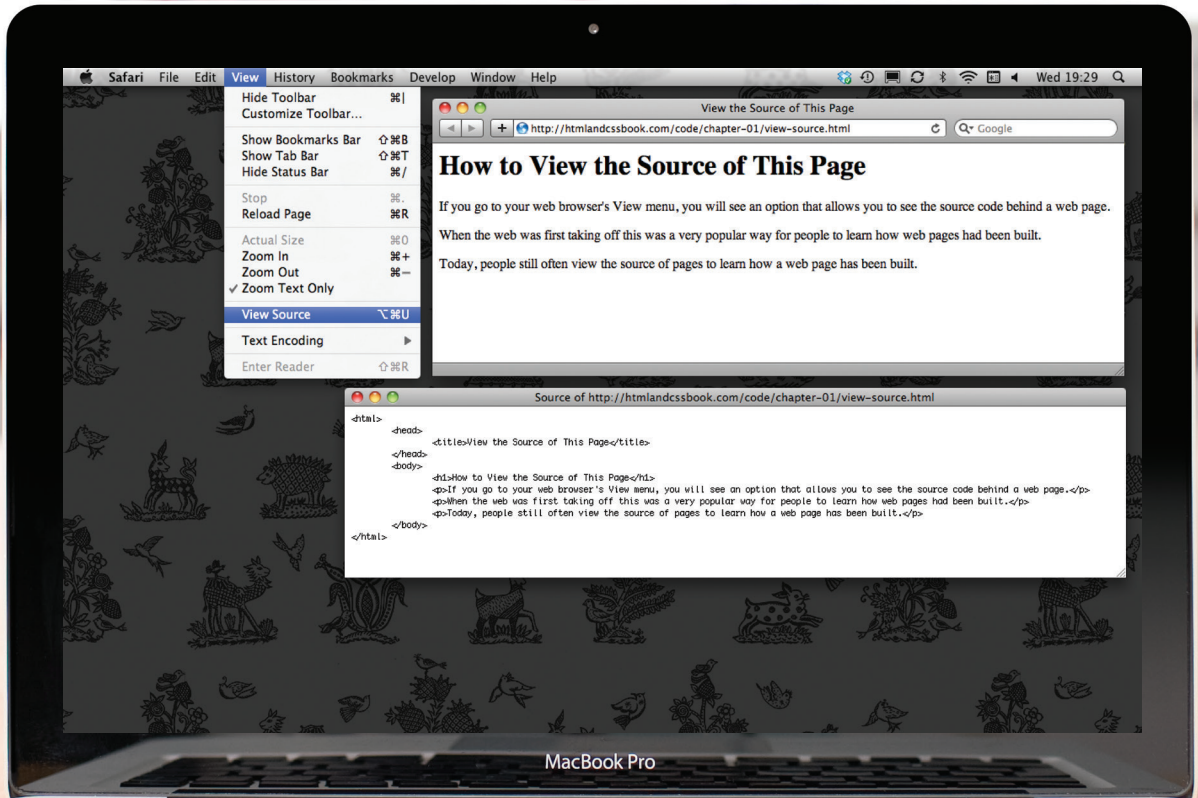 Safari File Edit View History Bookmarks Develop Window Help Wed 19:29
Hide Toolbar ⌘|
Customize Toolbar...
Show Bookmarks Bar ⇧⌘B
Show Tab Bar ⇧⌘T
Hide Status Bar ⌘/
Stop ⌘.
Reload Page ⌘R
Actual Size ⌘0
Zoom In ⌘+
Zoom Out ⌘−
✓ Zoom Text Only
View Source ⌥⌘U
Text Encoding ▶
Enter Reader ⇧⌘R
View the Source of This Page
http://htmlandcssbook.com/code/chapter-01/view-source.html Google
How to View the Source of This Page
If you go to your web browser's View menu, you will see an option that allows you to see the source code behind a web page.
When the web was first taking off this was a very popular way for people to learn how web pages had been built.
Today, people still often view the source of pages to learn how a web page has been built.
Source of http://htmlandcssbook.com/code/chapter-01/view-source.html
<html>
<head>
<title>View the Source of This Page</title>
</head>
<body>
<h1>How to View the Source of This Page</h1>
<p>If you go to your web browser's View menu, you will see an option that allows you to see the source code behind a web page.</p>
<p>When the web was first taking off this was a very popular way for people to learn how web pages had been built.</p>
<p>Today, people still often view the source of pages to learn how a web page has been built.</p>
</body>
</html>
MacBook Pro